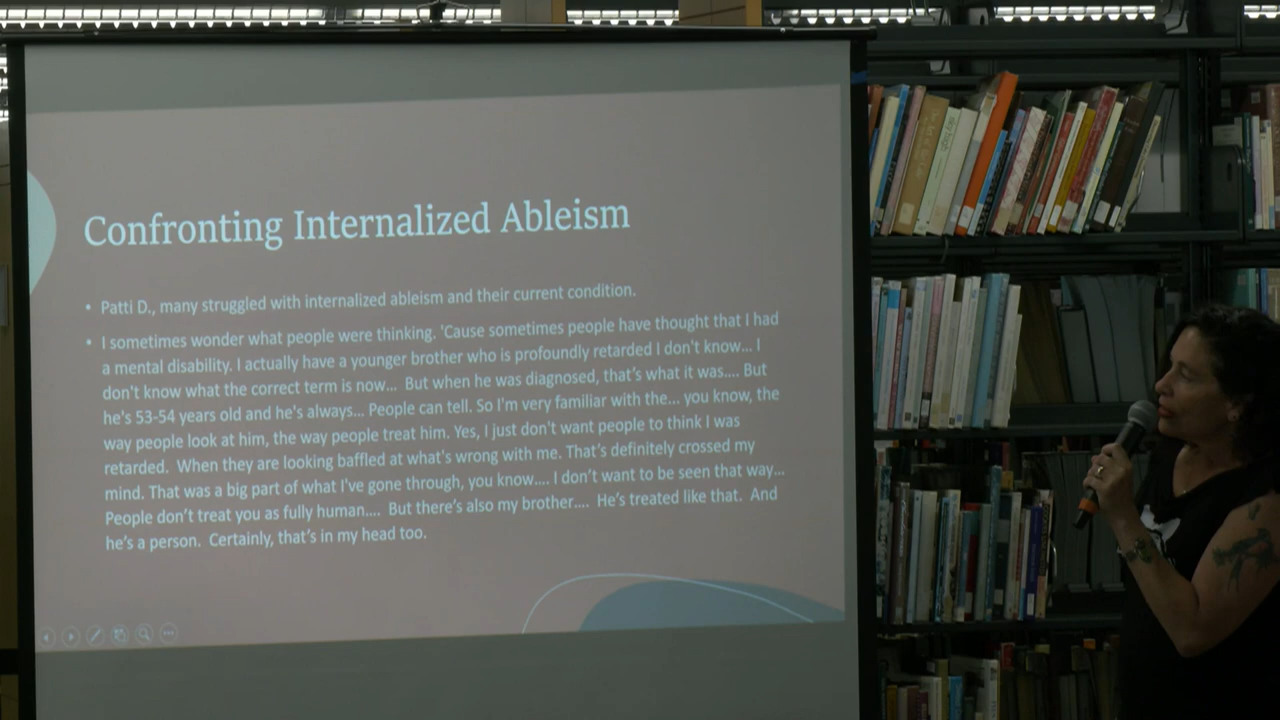 Confronting Internalized Ableism
• Patti D., many struggled with internalized ableism and their current condition.
• I sometimes wonder what people were thinking. 'Cause sometimes people have thought that I had
a mental disability. I actually have a younger brother who is profoundly retarded I don't know... I
don't know what the correct term is now... But when he was diagnosed, that's what it was.... But
he's 53-54 years old and he's always... People can tell. So I'm very familiar with the... you know, the
way people look at him, the way people treat him. Yes, I just don't want people to think I was
retarded. When they are looking baffled at what's wrong with me. That's definitely crossed my
mind. That was a big part of what I've gone through, you know.... I don't want to be seen that way...
People don't treat you as fully human.... But there's also my brother.... He's treated like that. And
he's a person. Certainly, that's in my head too.